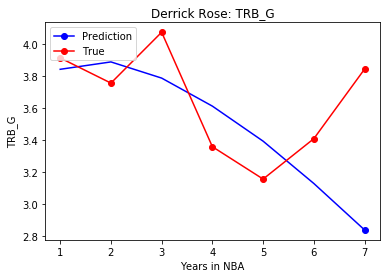 Derrick Rose: TRB_G
Prediction
True
4.0
3.8
3.6
3.4
3.2
3.0
2.8
TRB_G
1 2 3 4 5 6 7
Years in NBA